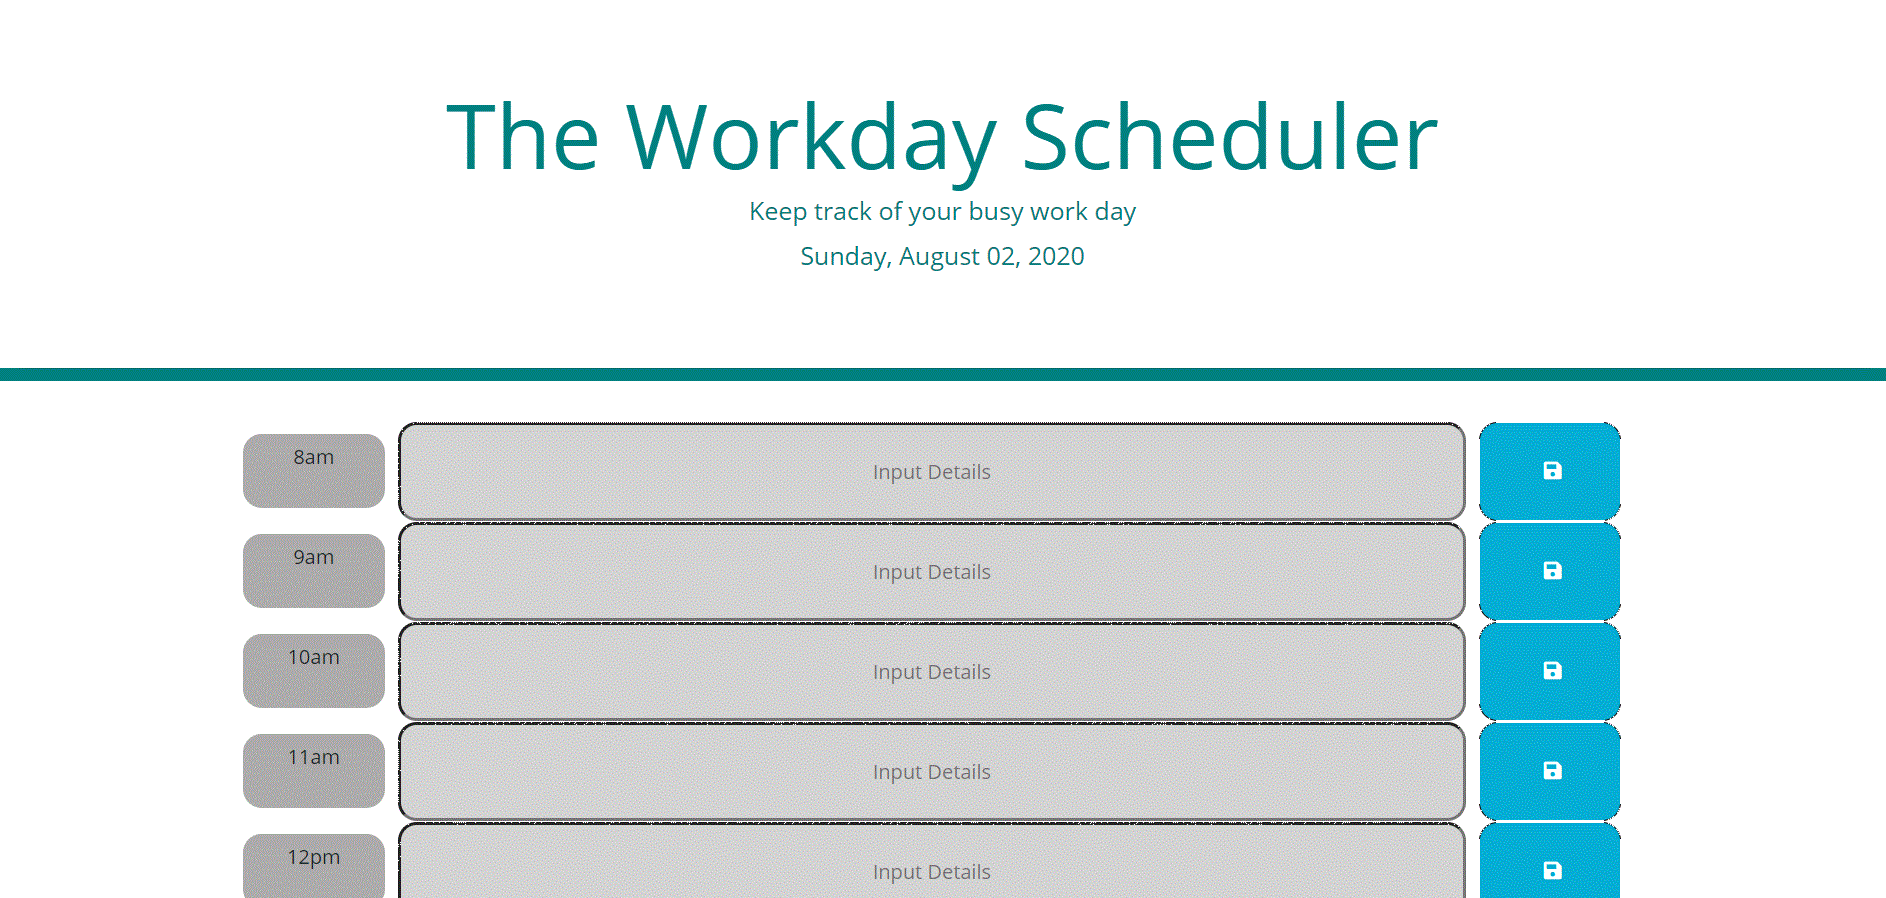 The Workday Scheduler
Keep track of your busy work day
Sunday, August 02, 2020
8am
Input Details
9am
Input Details
10am
Input Details
11am
Input Details
12pm
Input Details